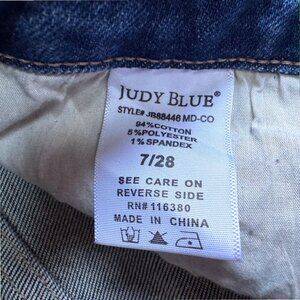 JUDY BLUE®
STYLE# JB88446 MD-CO
94%COTTON
5%POLYESTER
1%SPANDEX
7/28
SEE CARE ON
REVERSE SIDE
RN# 116380
MADE IN CHINA